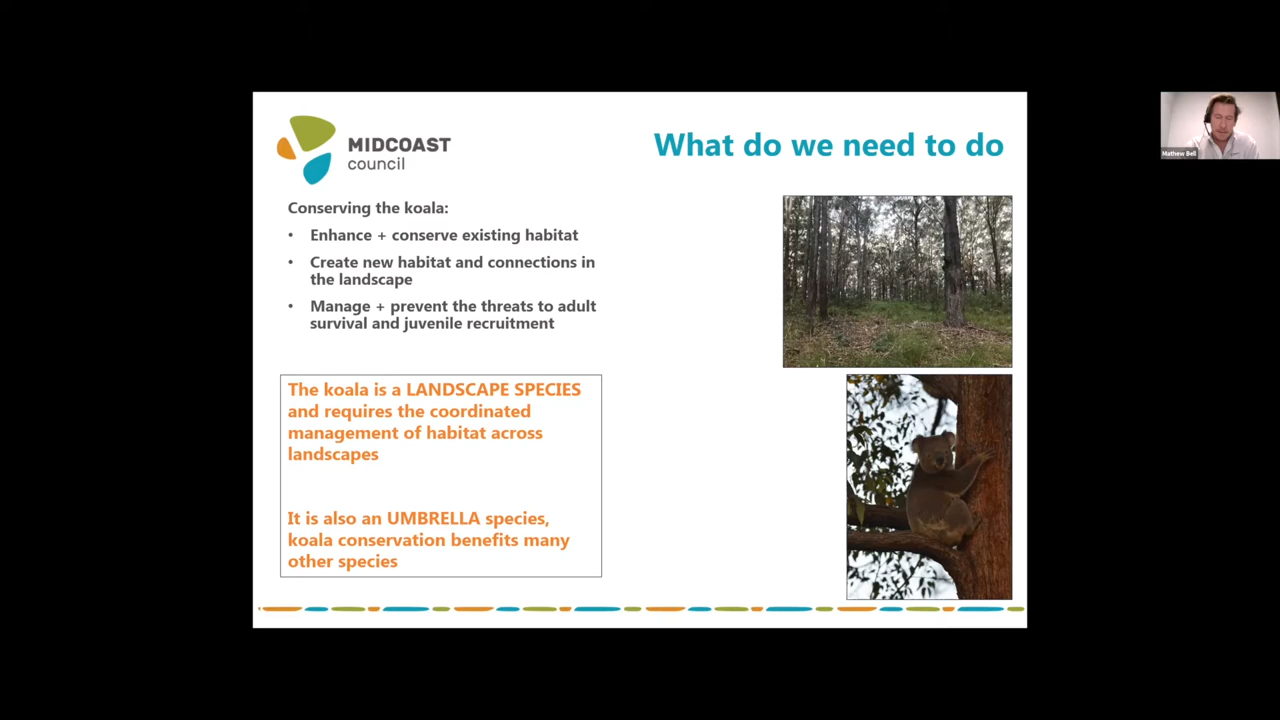 MIDCOAST
council
What do we need to do
Conserving the koala:
• Enhance + conserve existing habitat
• Create new habitat and connections in
the landscape
• Manage + prevent the threats to adult
survival and juvenile recruitment
The koala is a LANDSCAPE SPECIES
and requires the coordinated
management of habitat across
landscapes
It is also an UMBRELLA species,
koala conservation benefits many
other species
Mathew Bell